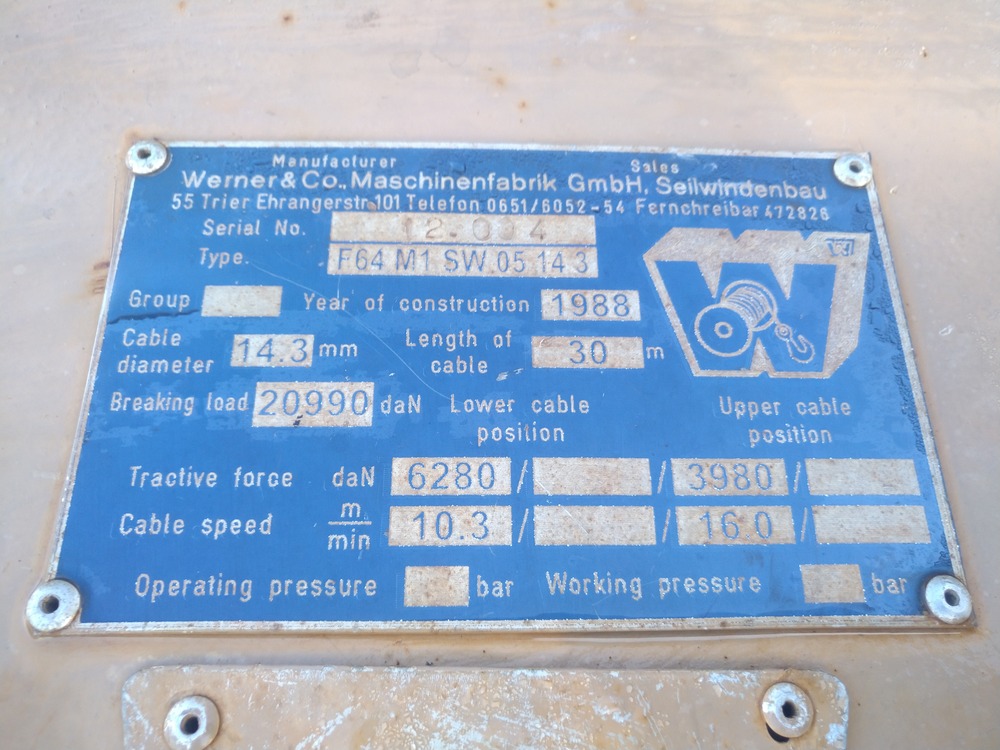 Manufacturer Sales
Werner & Co., Maschinenfabrik GmbH, Seilwindenbau
55 Trier Ehrangerstr. 101 Telefon 0651/6052-54 Fernchreibar 472826
Serial No.
Type. F64 M1 SW 05 14 3
Group Year of construction 1988
Cable diameter 14.3 mm Length of cable 30 m
Breaking load 20990 daN Lower cable position Upper cable position
Tractive force daN 6280 / / 3980 /
Cable speed m/min 10.3 / / 16.0 /
Operating pressure bar Working pressure bar
W